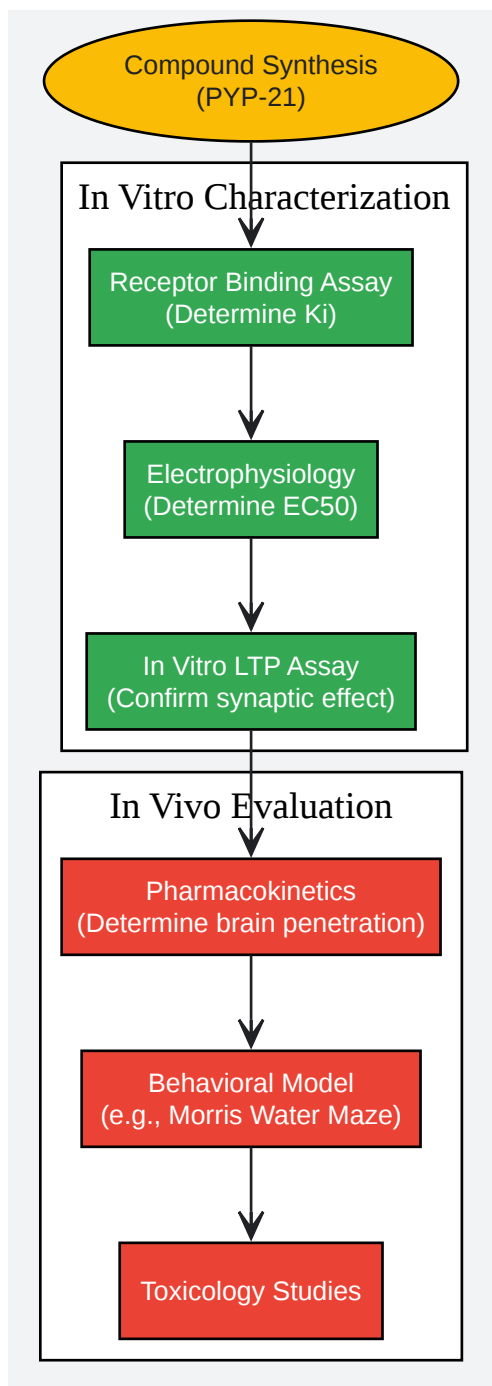 Compound Synthesis
(PYP-21)
In Vitro Characterization
Receptor Binding Assay
(Determine Ki)
Electrophysiology
(Determine EC50)
In Vitro LTP Assay
(Confirm synaptic effect)
In Vivo Evaluation
Pharmacokinetics
(Determine brain penetration)
Behavioral Model
(e.g., Morris Water Maze)
Toxicology Studies